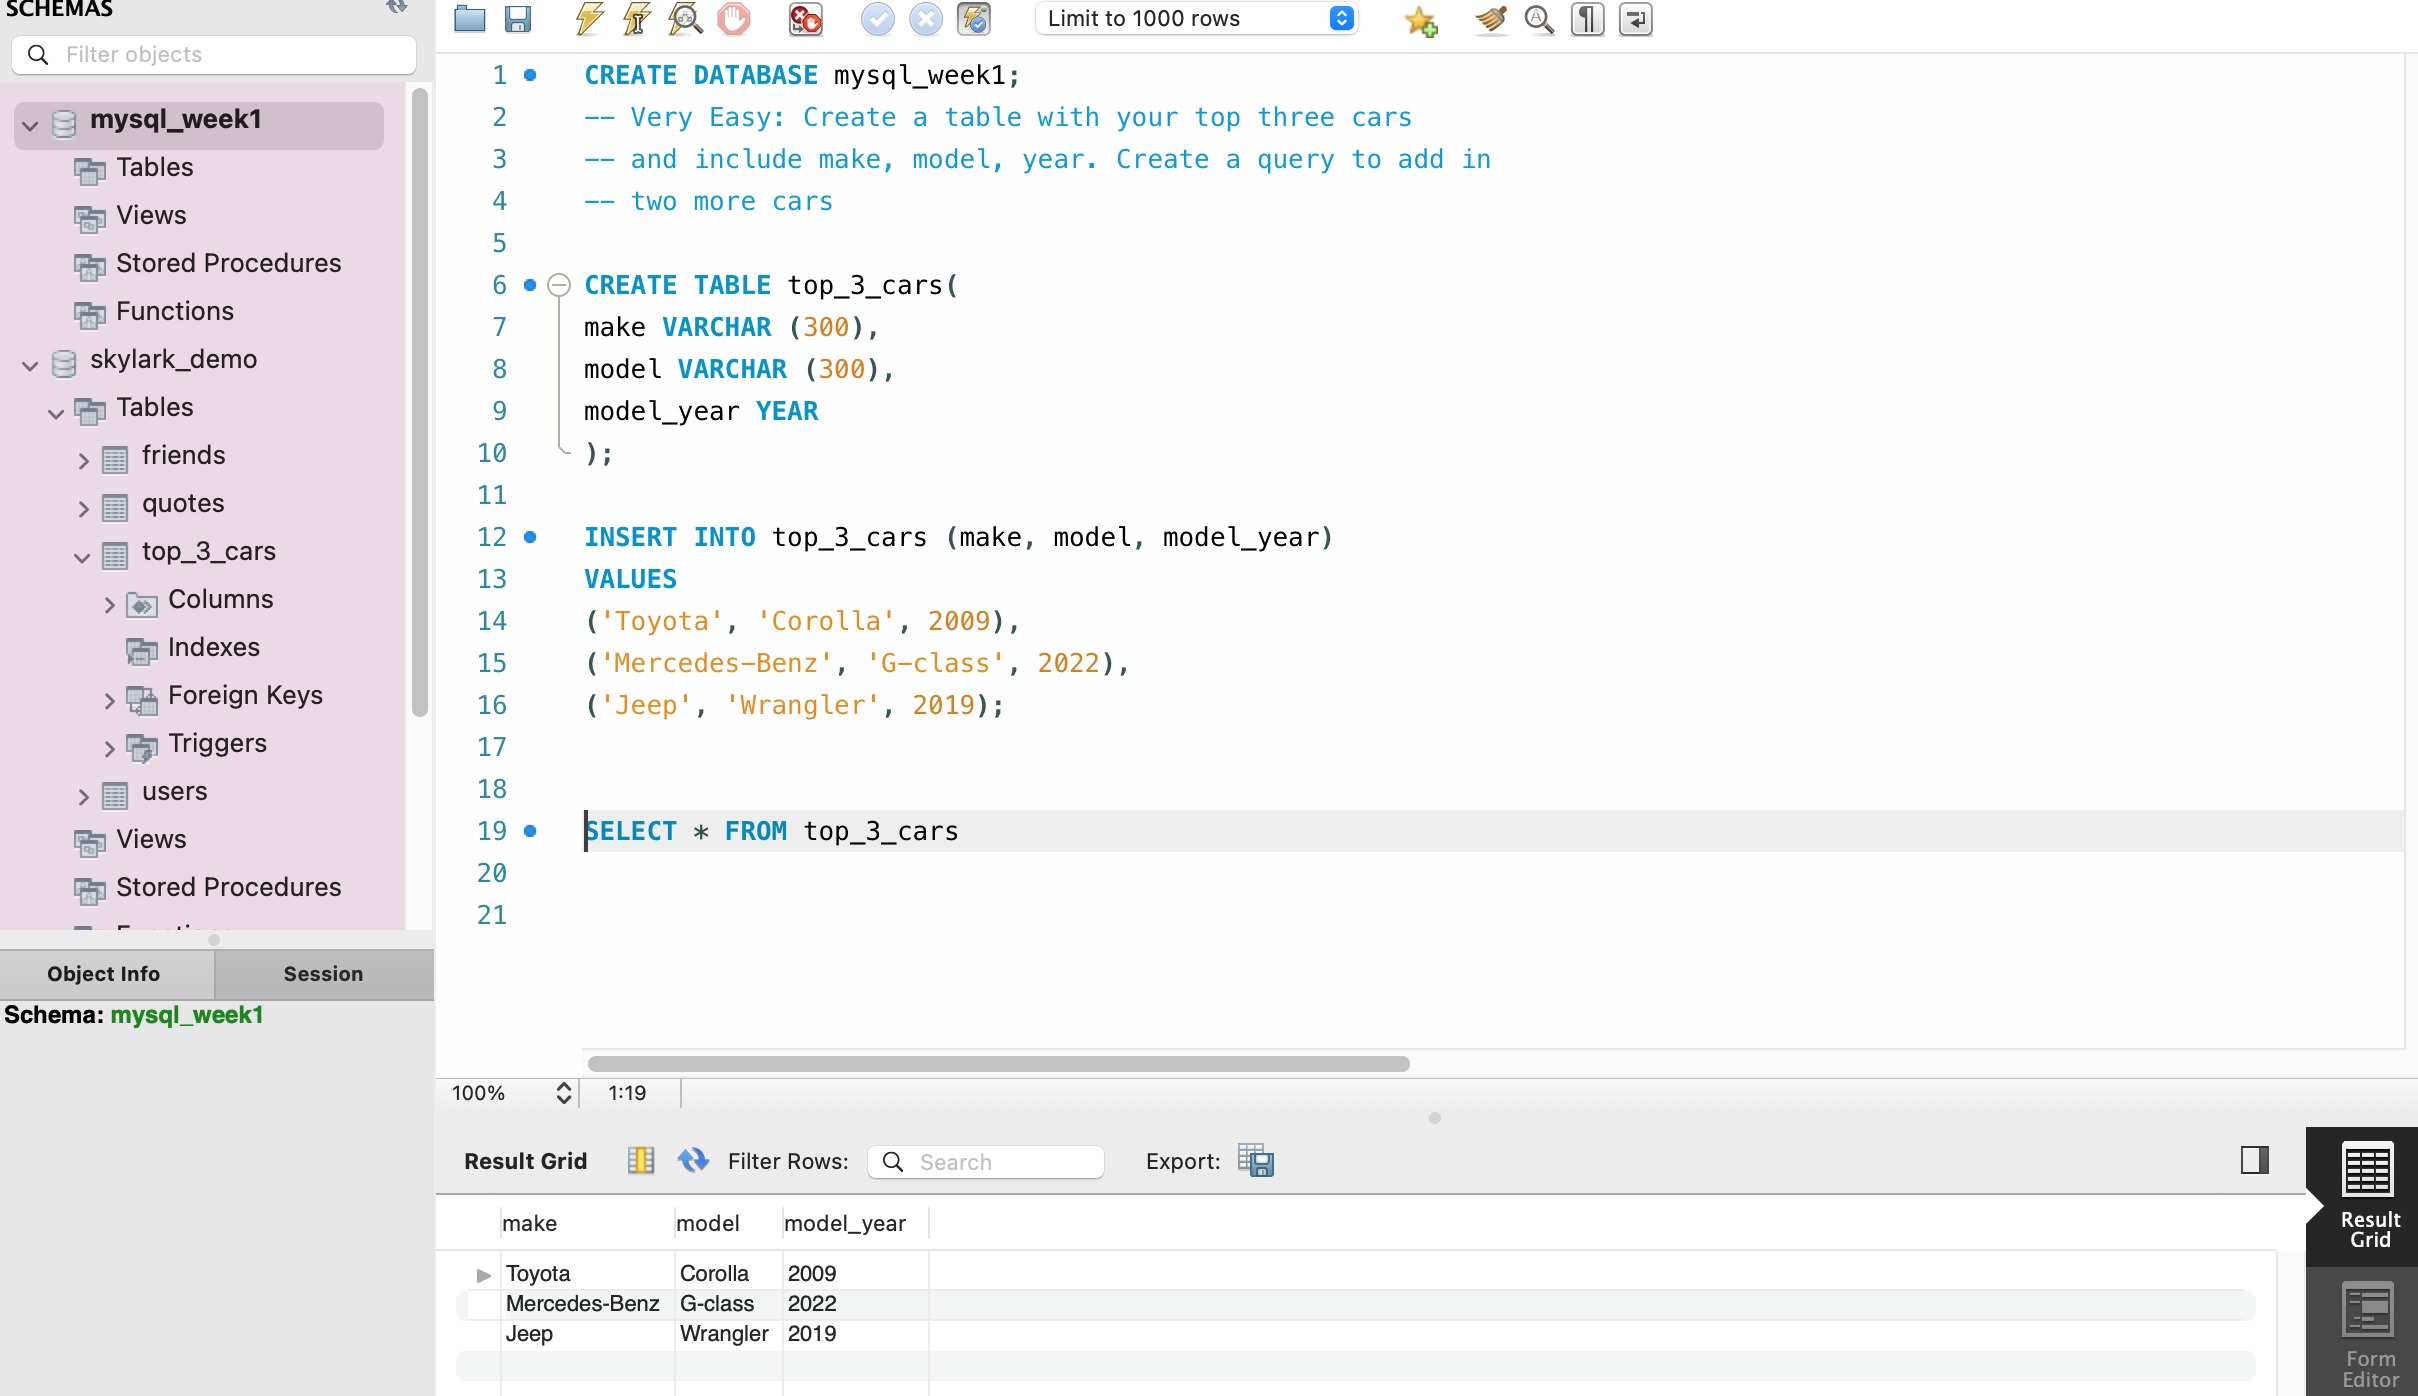 SCHEMAS
Filter objects
mysql_week1
Tables
Views
Stored Procedures
Functions
skylark_demo
Tables
friends
quotes
top_3_cars
Columns
Indexes
Foreign Keys
Triggers
users
Views
Stored Procedures
Object Info Session
Schema: mysql_week1
Limit to 1000 rows
1 CREATE DATABASE mysql_week1;
2 -- Very Easy: Create a table with your top three cars
3 -- and include make, model, year. Create a query to add in
4 -- two more cars
5
6 CREATE TABLE top_3_cars(
7 make VARCHAR (300),
8 model VARCHAR (300),
9 model_year YEAR
10 );
11
12 INSERT INTO top_3_cars (make, model, model_year)
13 VALUES
14 ('Toyota', 'Corolla', 2009),
15 ('Mercedes-Benz', 'G-class', 2022),
16 ('Jeep', 'Wrangler', 2019);
17
18
19 SELECT * FROM top_3_cars
20
21
100% 1:19
Result Grid Filter Rows: Search Export:
make model model_year
Toyota Corolla 2009
Mercedes-Benz G-class 2022
Jeep Wrangler 2019
Result
Grid
Form
Editor